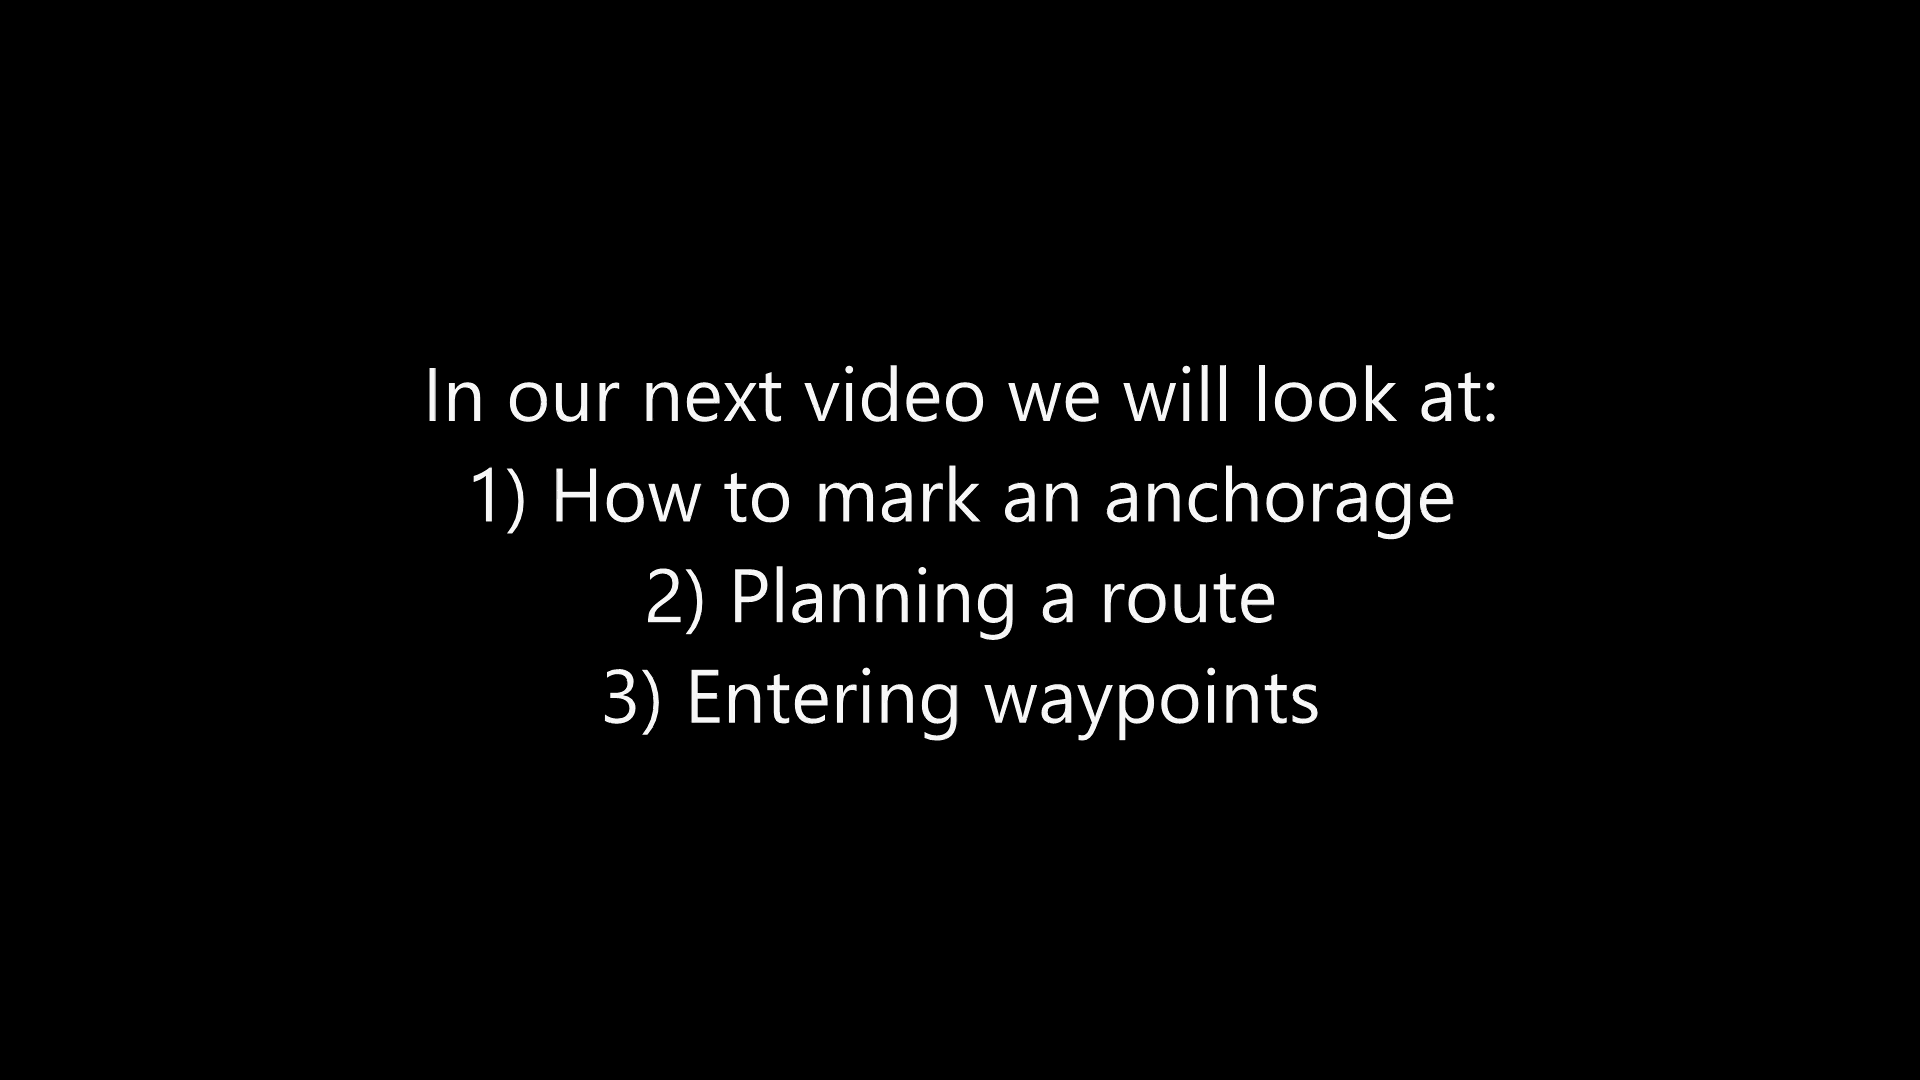 In our next video we will look at:
1) How to mark an anchorage
2) Planning a route
3) Entering waypoints